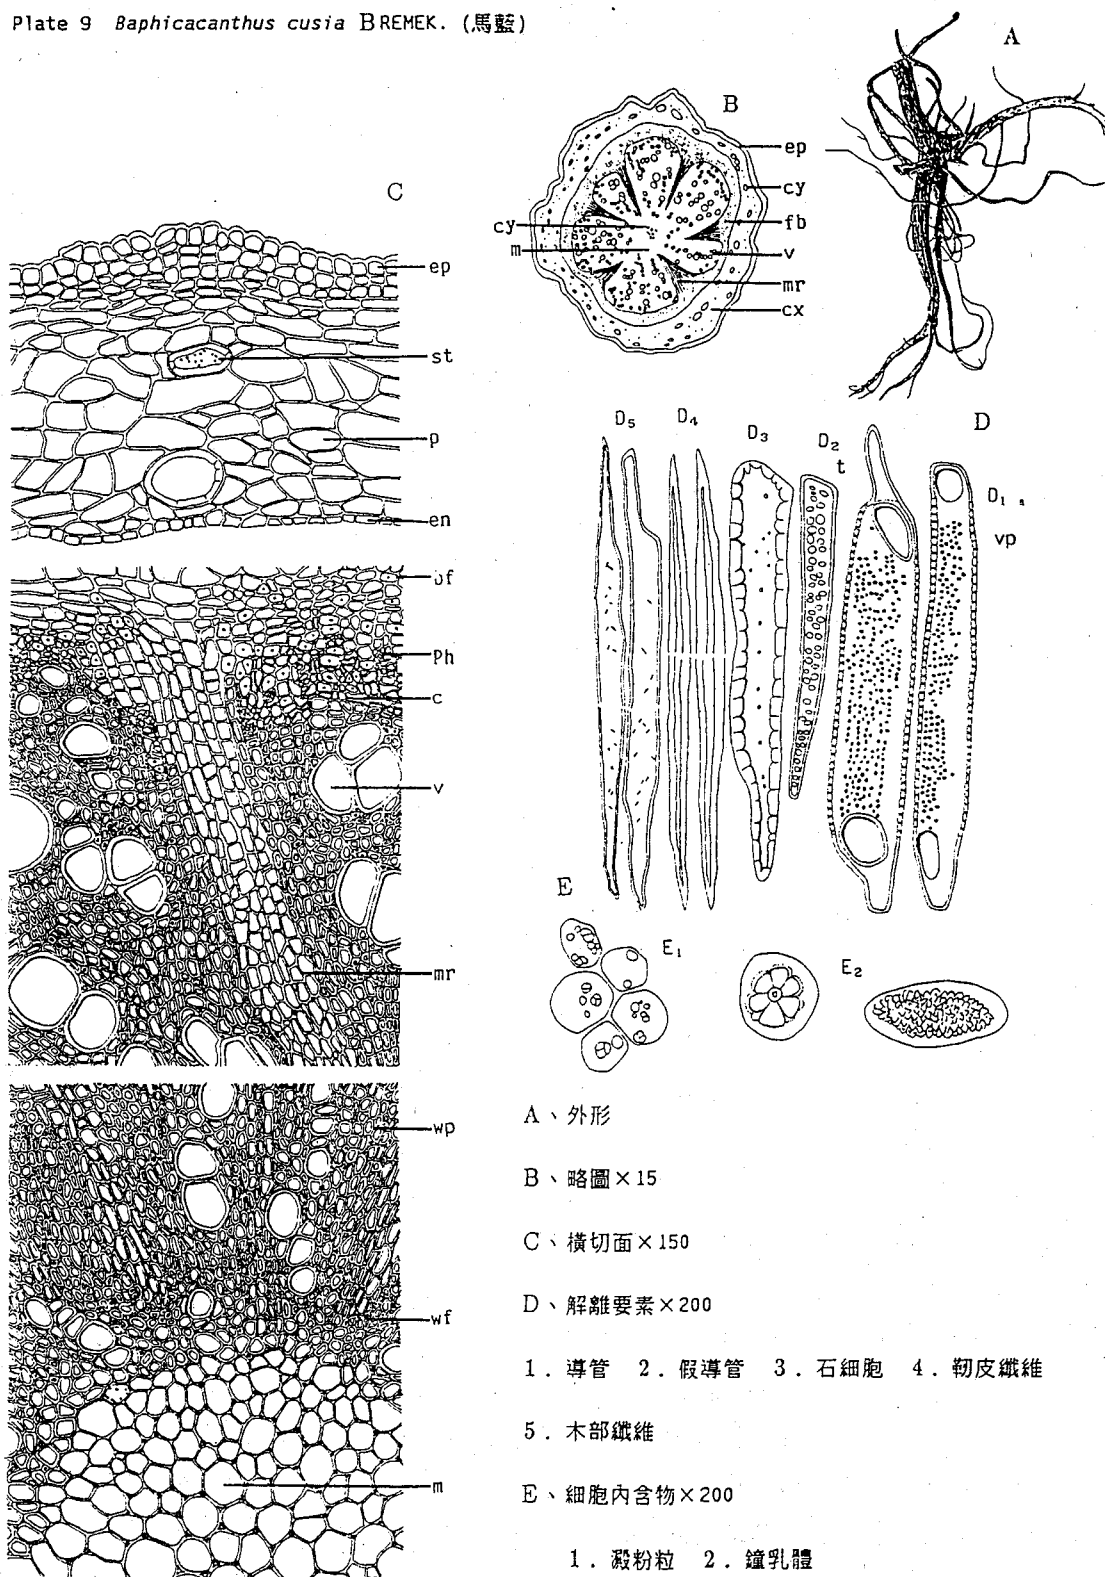 Plate 9 Baphicacanthus cusia BREMEK. (馬藍)
A
B
ep
cy
fb
v
mr
cx
cy
m
C
ep
st
p
en
bf
Ph
c
v
mr
wp
wf
m
D
D5
D4
D3
D2
t
D1
vp
E
E1
E2
A、外形
B、略圖×15
C、橫切面×150
D、解離要素×200
1. 導管 2. 假導管 3. 石細胞 4. 韌皮纖維
5. 木部纖維
E、細胞內含物×200
1. 澱粉粒 2. 鐘乳體